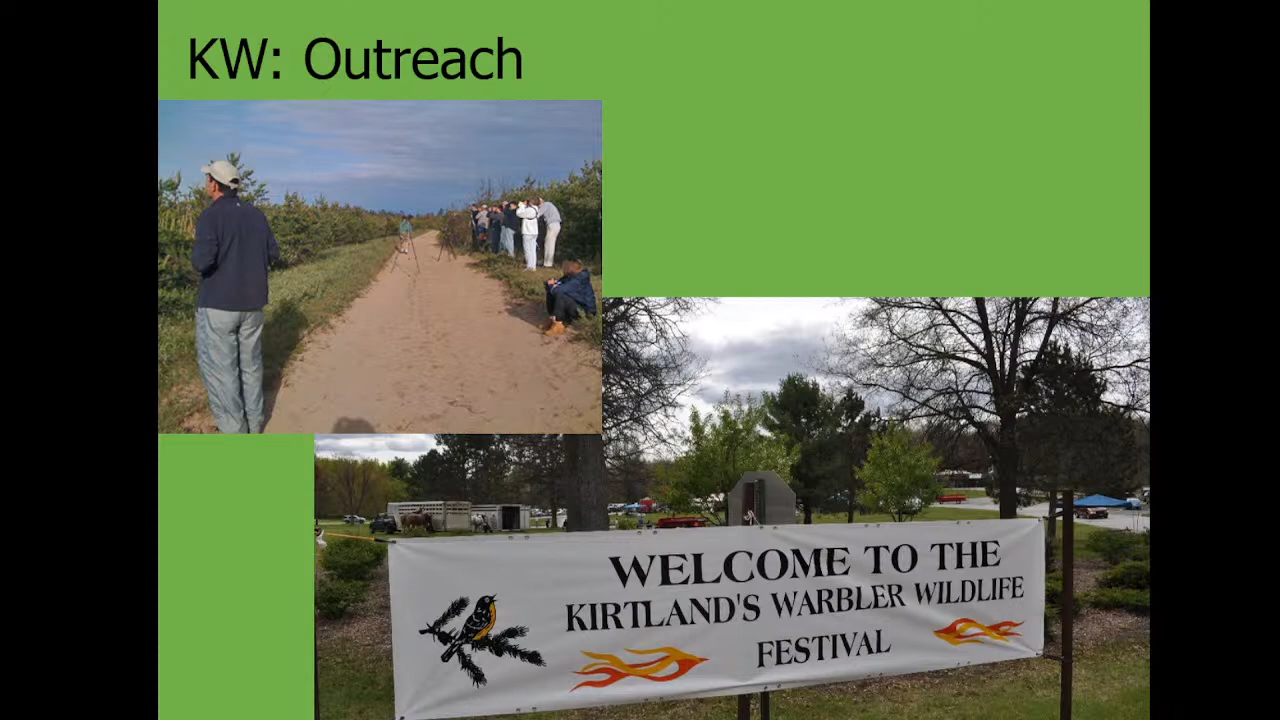 KW: Outreach
WELCOME TO THE
KIRTLAND'S WARBLER WILDLIFE
FESTIVAL